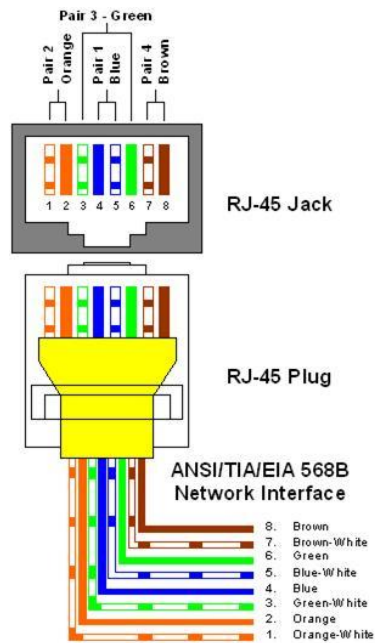 Pair 3 - Green
Pair 2
Orange
Pair 1
Blue
Pair 4
Brown
1 2 3 4 5 6 7 8
RJ-45 Jack
RJ-45 Plug
ANSI/TIA/EIA 568B
Network Interface
8. Brown
7. Brown-White
6. Green
5. Blue-White
4. Blue
3. Green-White
2. Orange
1. Orange-White